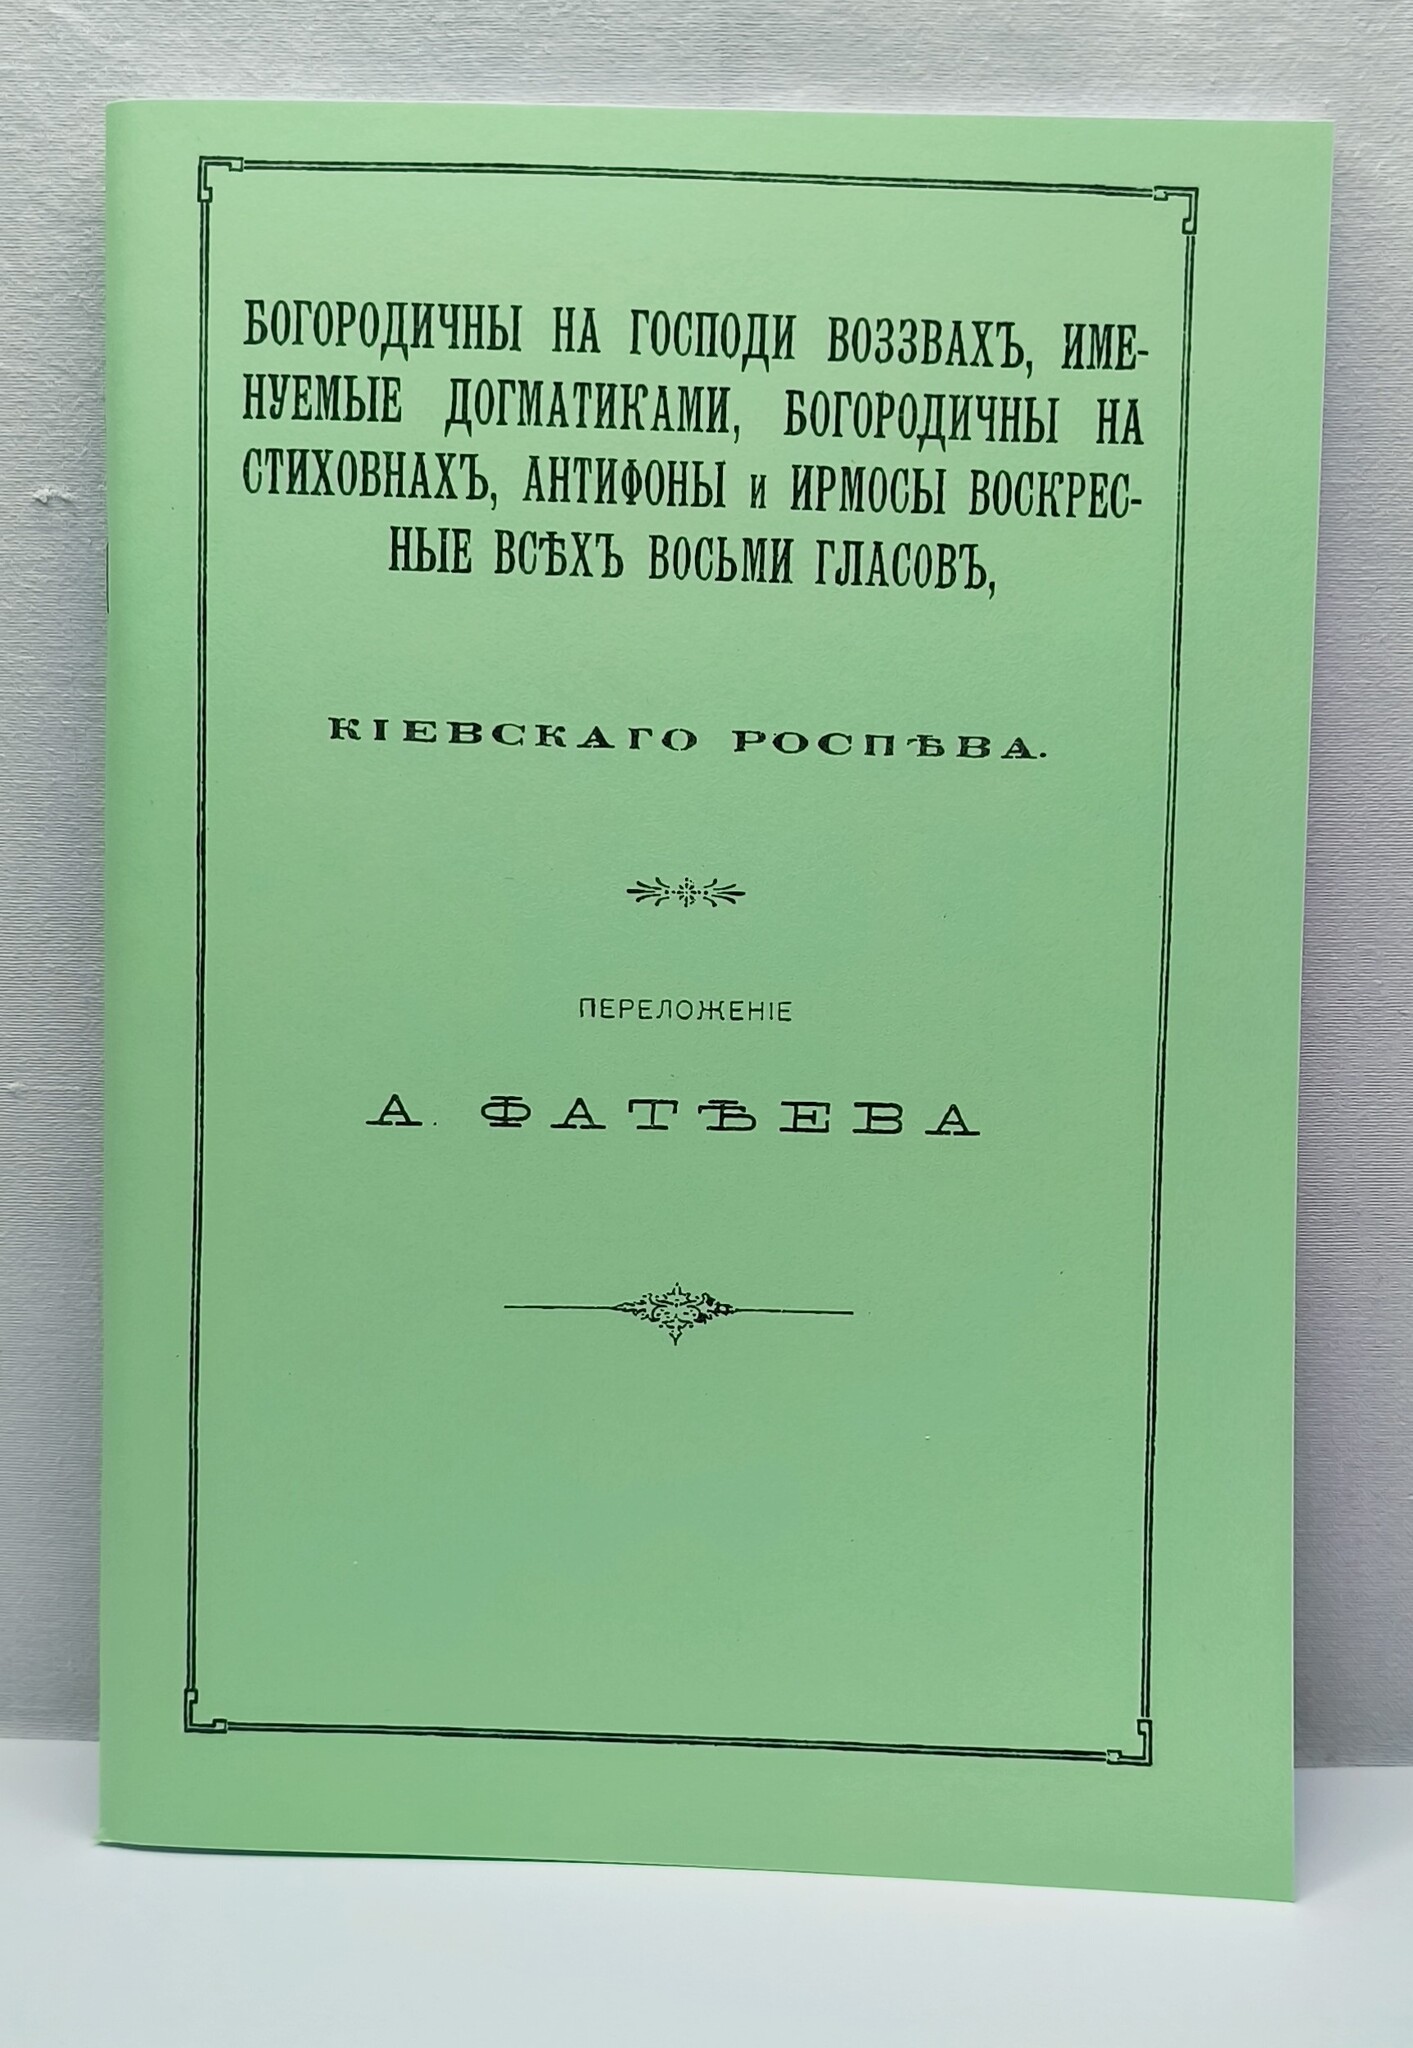 БОГОРОДИЧНЫ НА ГОСПОДИ ВОЗЗВАХЪ, ИМЕ-
НУЕМЫЕ ДОГМАТИКАМИ, БОГОРОДИЧНЫ НА
СТИХОВНАХЪ, АНТИФОНЫ и ИРМОСЫ ВОСКРЕС-
НЫЕ ВСѢХЪ ВОСЬМИ ГЛАСОВЪ,
КІЕВСКАГО РОСПѢВА.
ПЕРЕЛОЖЕНІЕ
А. ФАТѢЕВА